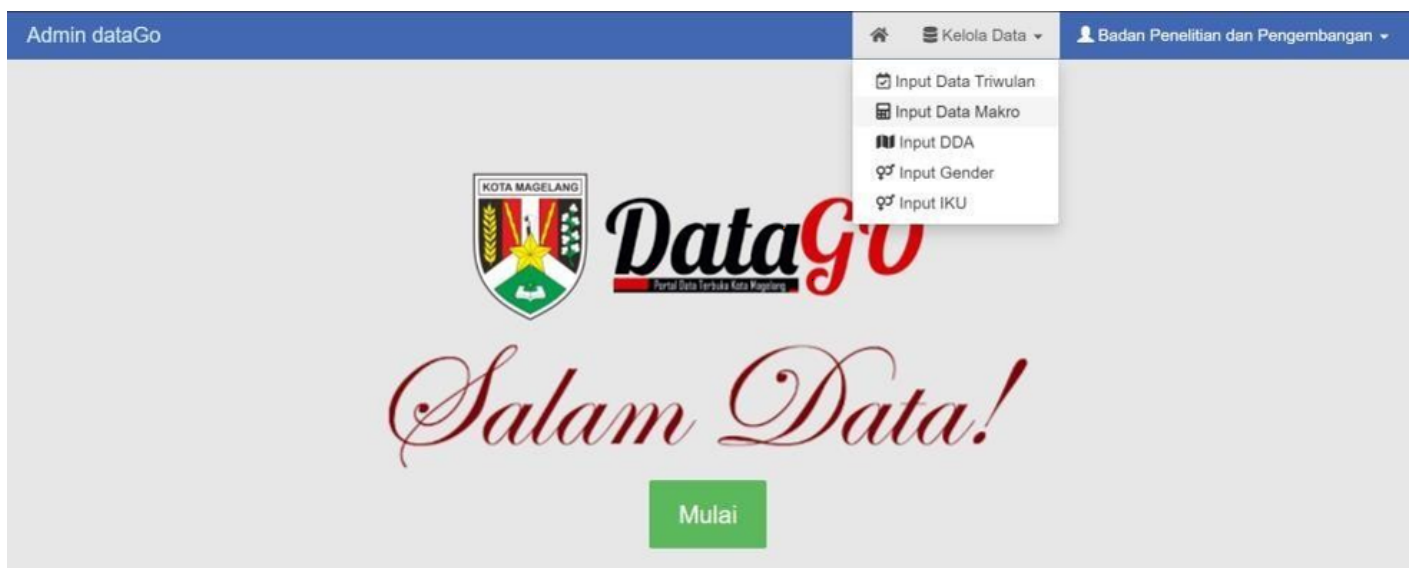 Admin dataGo
Kelola Data
Badan Penelitian dan Pengembangan
Input Data Triwulan
Input Data Makro
Input DDA
Input Gender
Input IKU
KOTA MAGELANG
DataGO
Portal Data Terbuka Kota Magelang
Salam Data!
Mulai